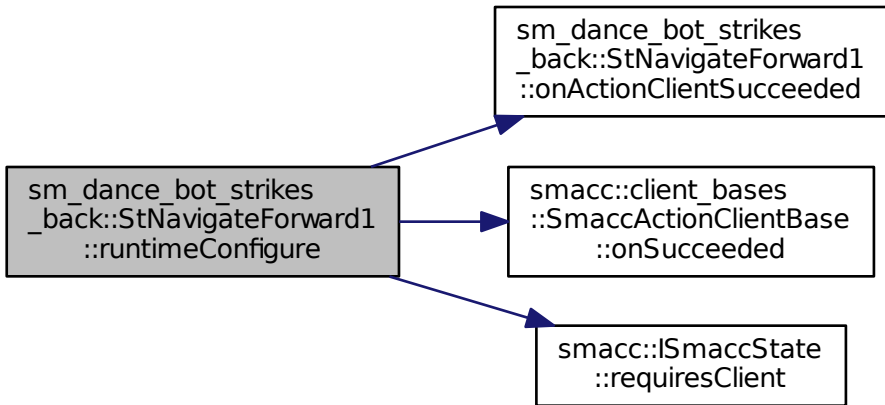 sm_dance_bot_strikes
_back::StNavigateForward1
::runtimeConfigure
sm_dance_bot_strikes
_back::StNavigateForward1
::onActionClientSucceeded
smacc::client_bases
::SmaccActionClientBase
::onSucceeded
smacc::ISmaccState
::requiresClient